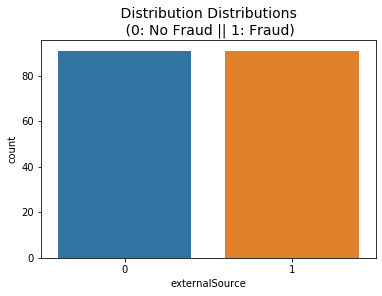 Distribution Distributions
(0: No Fraud || 1: Fraud)
80
60
40
20
0
count
0 1
externalSource